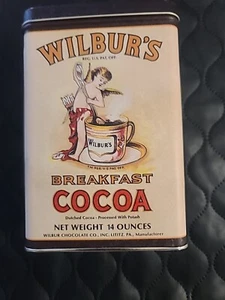 WILBUR'S
REG. U.S. PAT. OFF.
WILBUR'S
BREAKFAST
COCOA
Dutched Cocoa - Processed With Potash
NET WEIGHT 14 OUNCES
WILBUR CHOCOLATE CO., INC. LITITZ, PA., Manufacturer